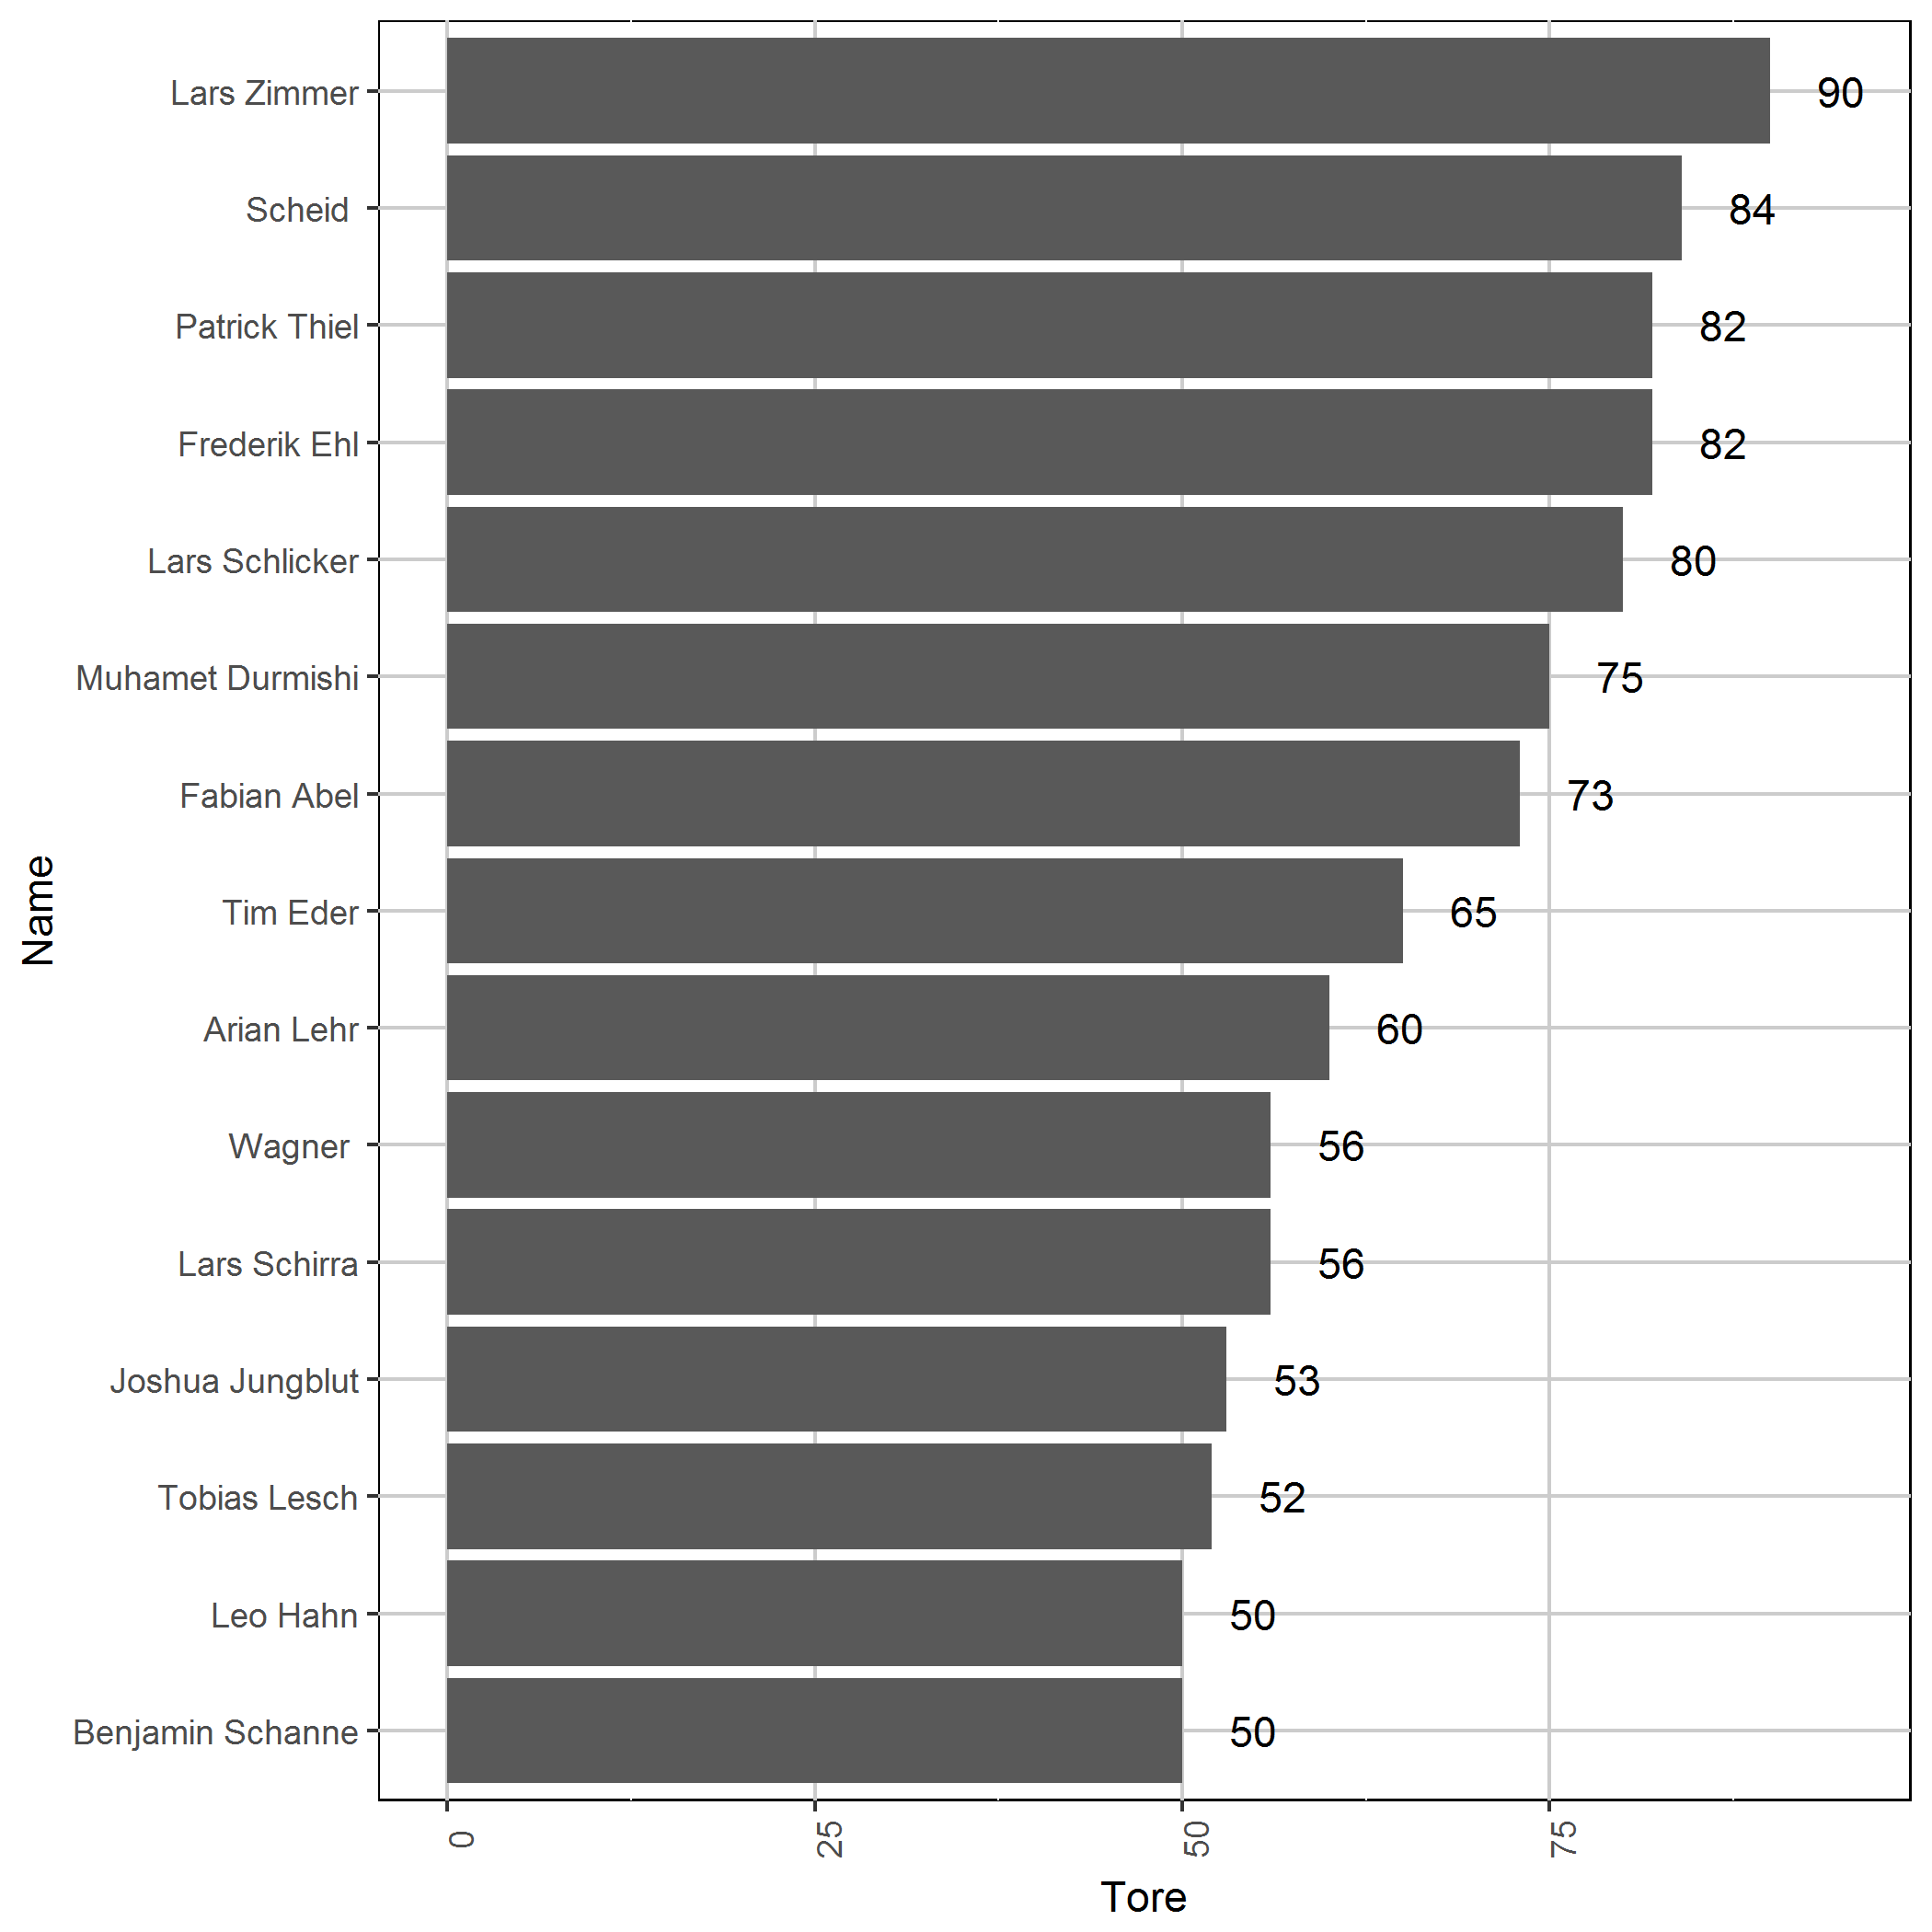 Lars Zimmer 90
Scheid 84
Patrick Thiel 82
Frederik Ehl 82
Lars Schlicker 80
Muhamet Durmishi 75
Fabian Abel 73
Tim Eder 65
Name
Arian Lehr 60
Wagner 56
Lars Schirra 56
Joshua Jungblut 53
Tobias Lesch 52
Leo Hahn 50
Benjamin Schanne 50
0 25 50 75
Tore